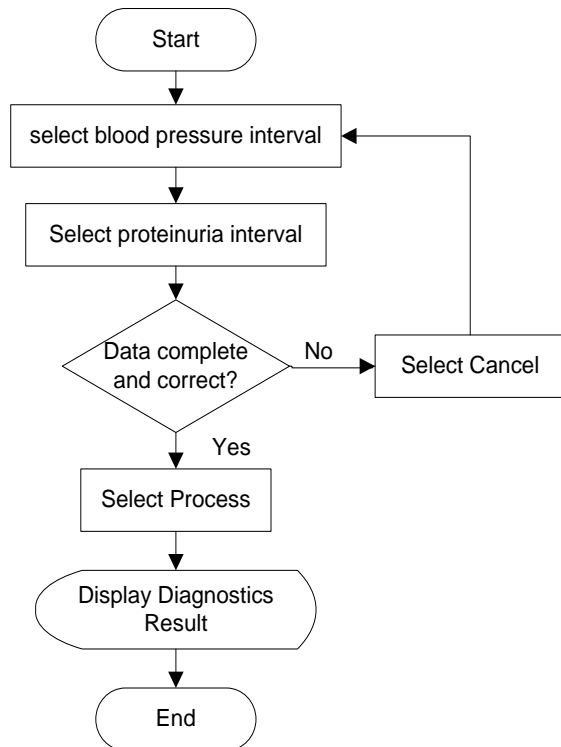 Start
select blood pressure interval
Select proteinuria interval
Data complete
and correct?
No
Select Cancel
Yes
Select Process
Display Diagnostics
Result
End